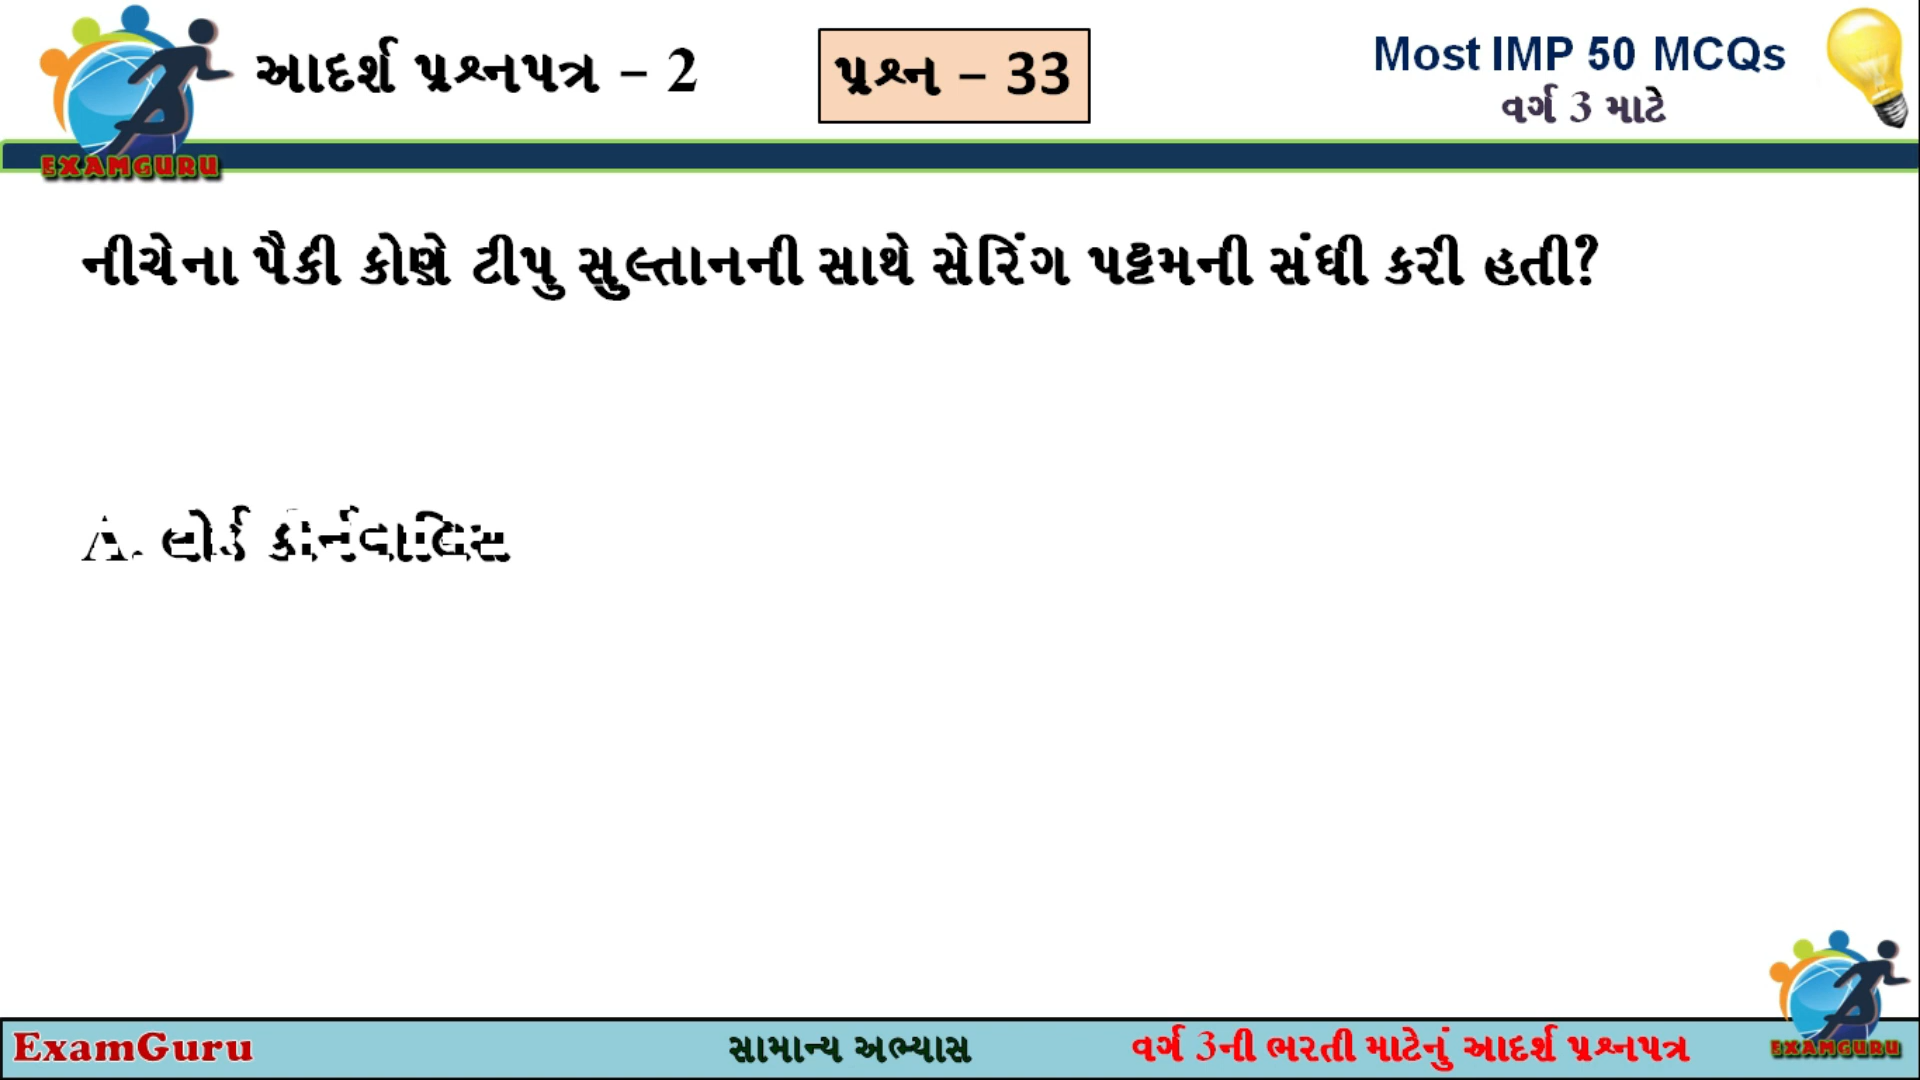 આદર્શ પ્રશ્નપત્ર – 2
પ્રશ્ન – 33
Most IMP 50 MCQs
વર્ગ 3 માટે
EXAMGURU
નીચેના પૈકી કોણે ટીપુ સુલ્તાનની સાથે સેરિંગ પટ્ટમની સંધી કરી હતી?
A. લોર્ડ કોર્નવાલિસ
EXAMGURU
ExamGuru
સામાન્ય અભ્યાસ
વર્ગ 3ની ભરતી માટેનું આદર્શ પ્રશ્નપત્ર